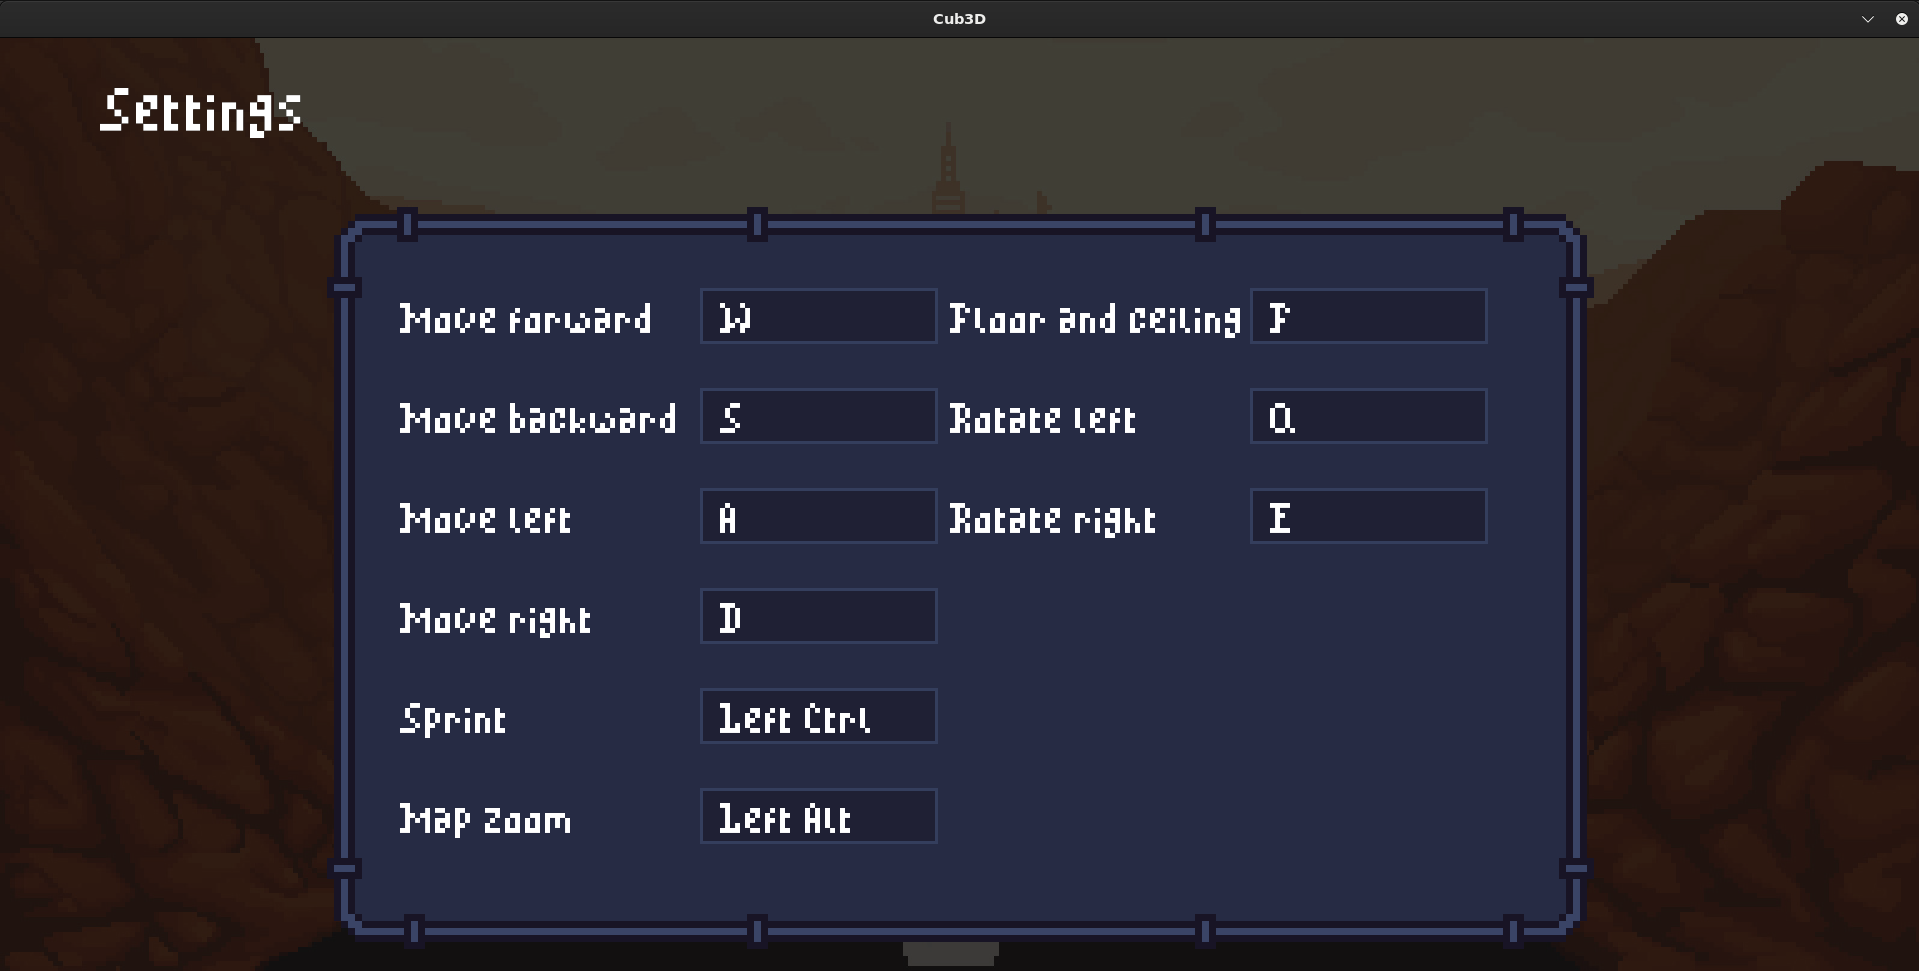 Cub3D
Settings
Move forward W Floor and ceiling F
Move backward S Rotate left Q
Move left A Rotate right E
Move right D
Sprint Left Ctrl
Map zoom Left Alt